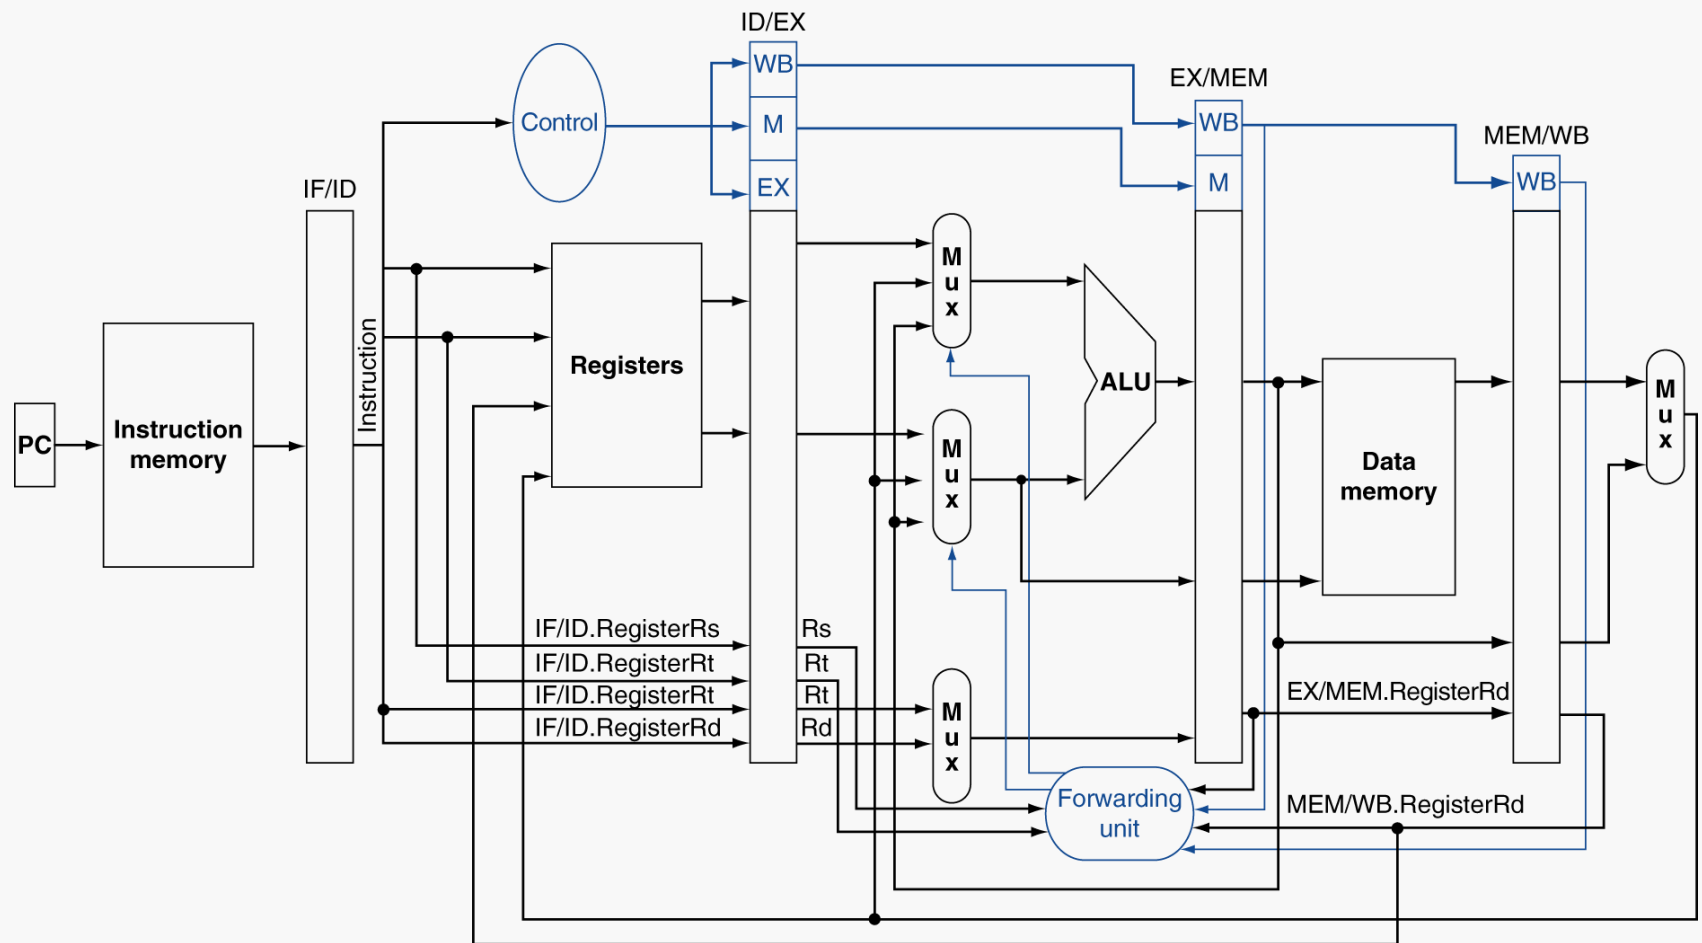 ID/EX
WB
Control
M
EX
EX/MEM
WB
M
MEM/WB
WB
IF/ID
PC
Instruction
memory
Instruction
Registers
M
u
x
M
u
x
ALU
Data
memory
M
u
x
IF/ID.RegisterRs
IF/ID.RegisterRt
IF/ID.RegisterRt
IF/ID.RegisterRd
Rs
Rt
Rt
Rd
M
u
x
EX/MEM.RegisterRd
Forwarding
unit
MEM/WB.RegisterRd